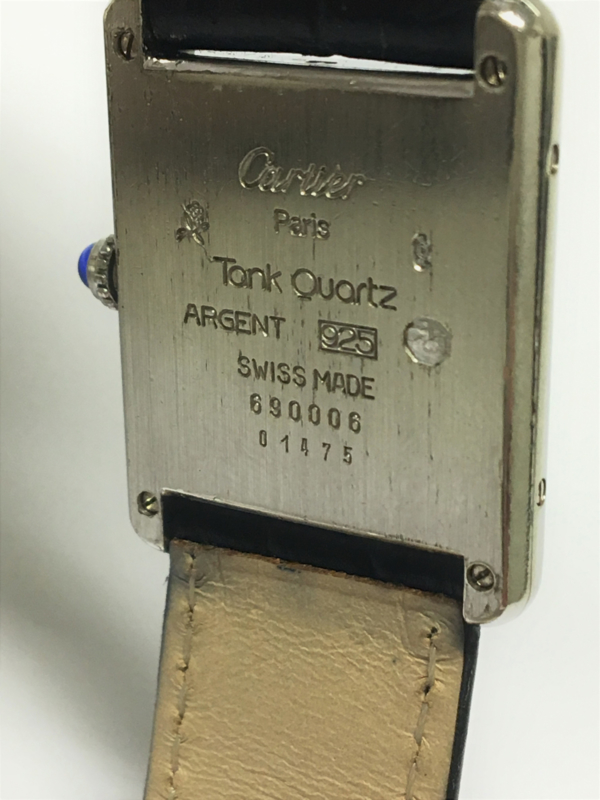 Cartier
Paris
Tank Quartz
ARGENT 925
SWISS MADE
690006
01475